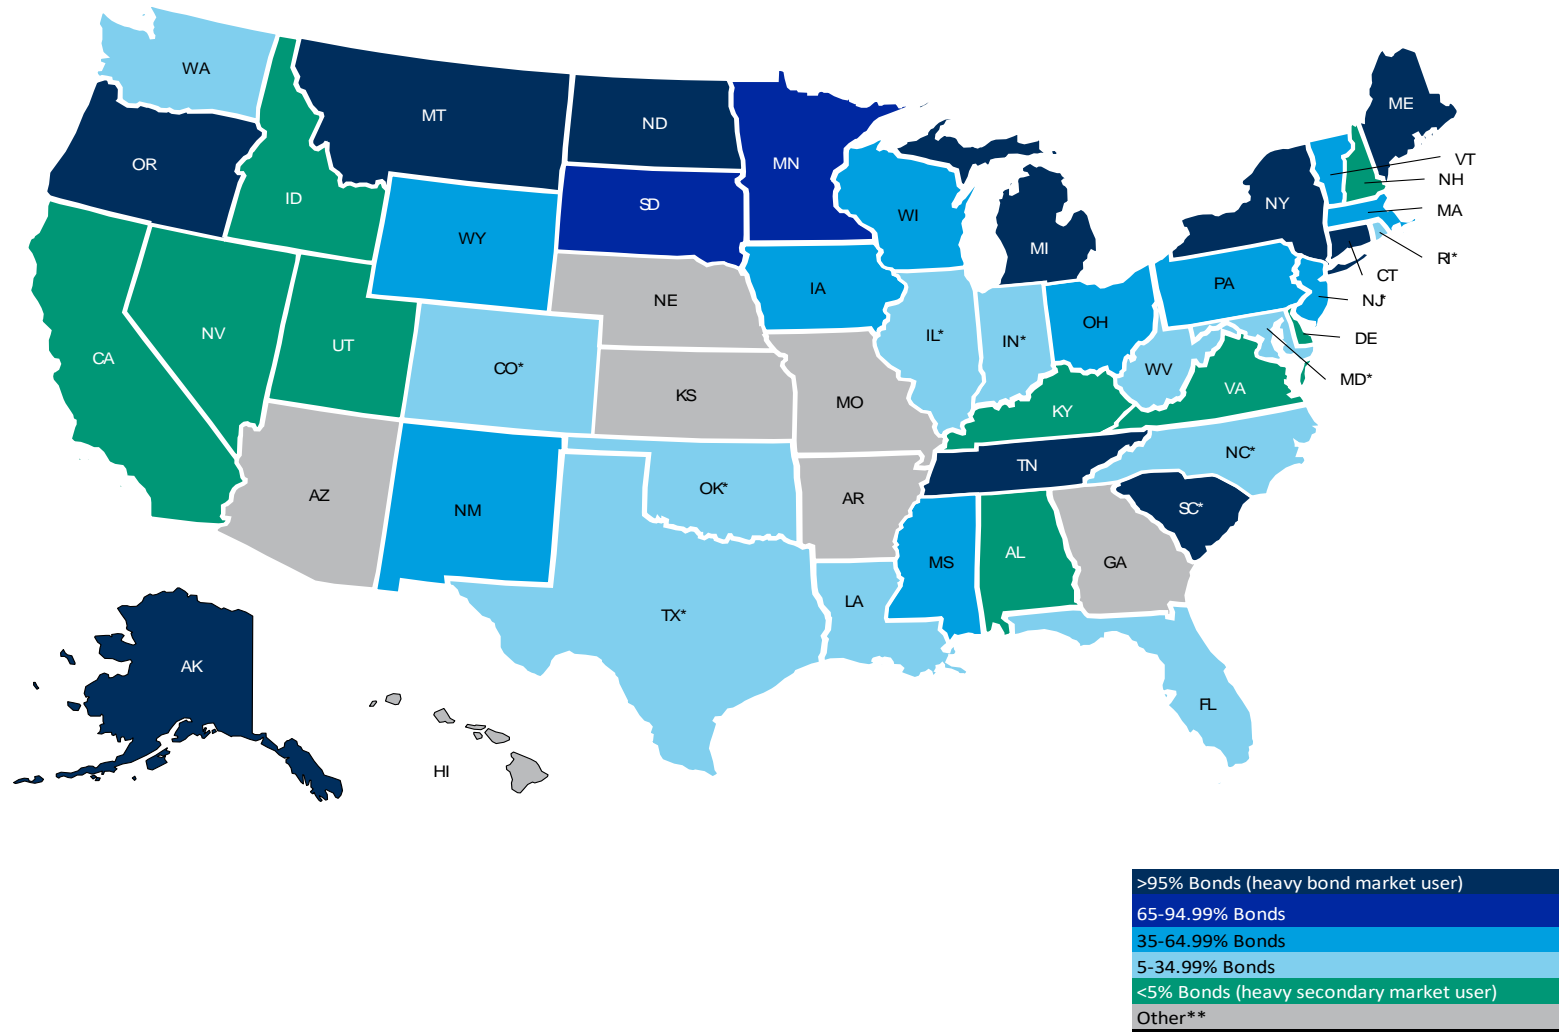 WA
MT
ND
ME
OR
MN
VT
NH
ID
SD
WI
NY
MA
WY
MI
RI*
CT
NE
IA
PA
NJ*
NV
UT
IL*
IN*
OH
DE
CA
CO*
WV
MD*
KS
MO
KY
VA
TN
NC*
AZ
OK*
AR
NM
SC*
MS
AL
GA
LA
TX*
AK
FL
HI
>95% Bonds (heavy bond market user)
65-94.99% Bonds
35-64.99% Bonds
5-34.99% Bonds
<5% Bonds (heavy secondary market user)
Other**